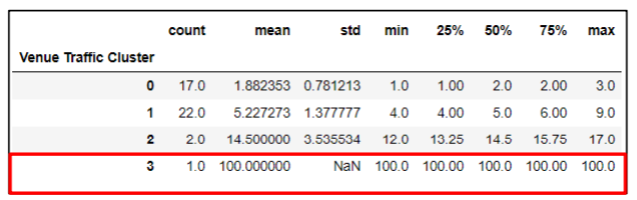 count mean std min 25% 50% 75% max
Venue Traffic Cluster
0 17.0 1.882353 0.781213 1.0 1.00 2.0 2.00 3.0
1 22.0 5.227273 1.377777 4.0 4.00 5.0 6.00 9.0
2 2.0 14.500000 3.535534 12.0 13.25 14.5 15.75 17.0
3 1.0 100.000000 NaN 100.0 100.00 100.0 100.00 100.0